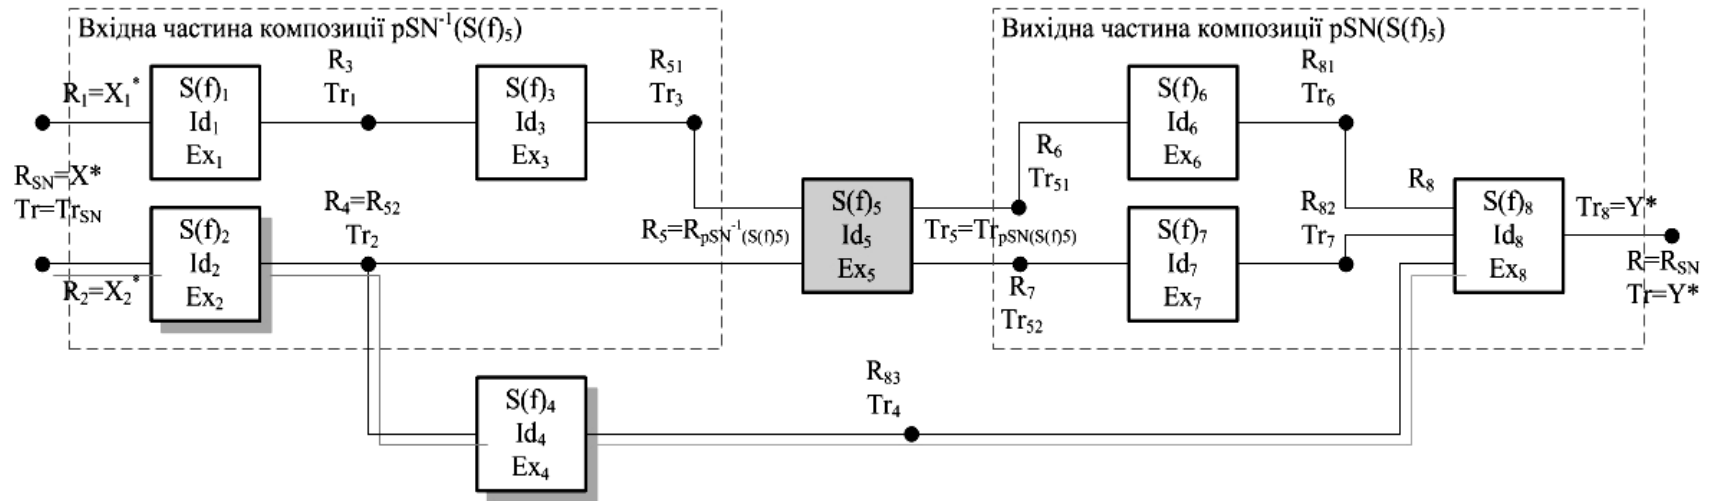 Вхідна частина композиції pSN⁻¹(S(f)₅)
Вихідна частина композиції pSN(S(f)₅)
R₁=X₁*
S(f)₁
Id₁
Ex₁
R₃
Tr₁
S(f)₃
Id₃
Ex₃
R₅₁
Tr₃
R_SN=X*
Tr=Tr_SN
R₂=X₂*
S(f)₂
Id₂
Ex₂
R₄=R₅₂
Tr₂
R₅=R_pSN⁻¹(S(f)5)
S(f)₅
Id₅
Ex₅
Tr₅=Tr_pSN(S(f)5)
R₆
Tr₅₁
R₇
Tr₅₂
S(f)₆
Id₆
Ex₆
R₈₁
Tr₆
S(f)₇
Id₇
Ex₇
R₈₂
Tr₇
R₈
S(f)₈
Id₈
Ex₈
Tr₈=Y*
R=R_SN
Tr=Y*
S(f)₄
Id₄
Ex₄
R₈₃
Tr₄